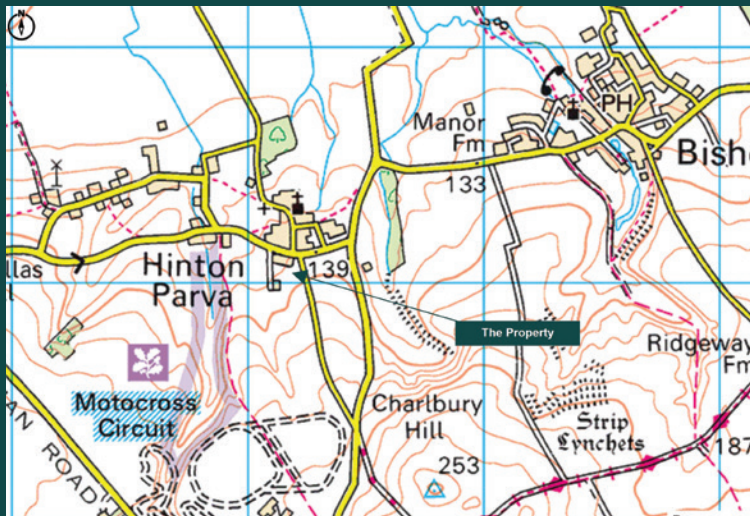 N
PH
Manor
Fm
Bish
133
llas
Hinton
Parva
139
The Property
Ridgeway
Fm
Motocross
Circuit
Charlbury
Hill
Strip
Lynchets
AN ROAD
253
187